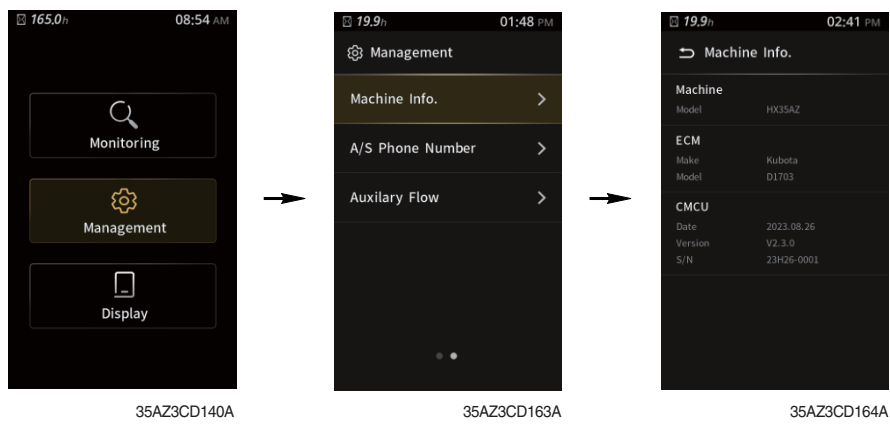 165.0h 08:54 AM
Monitoring
Management
Display
35AZ3CD140A
19.9h 01:48 PM
Management
Machine Info.
A/S Phone Number
Auxilary Flow
35AZ3CD163A
19.9h 02:41 PM
Machine Info.
Machine
Model HX35AZ
ECM
Make Kubota
Model D1703
CMCU
Date 2023.08.26
Version V2.3.0
S/N 23H26-0001
35AZ3CD164A